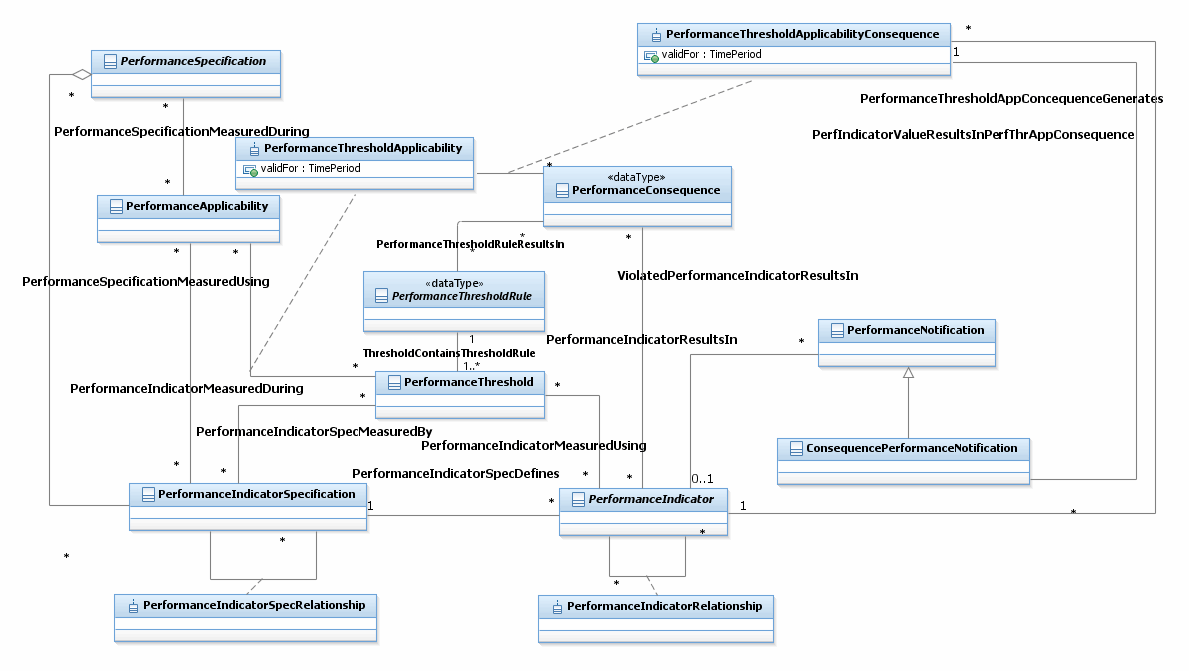 PerformanceThresholdApplicabilityConsequence
*
validFor : TimePeriod
1
PerformanceSpecification
*
*
PerformanceThresholdAppConcequenceGenerates
PerformanceSpecificationMeasuredDuring
PerfIndicatorValueResultsInPerfThrAppConsequence
PerformanceThresholdApplicability
validFor : TimePeriod
*
«dataType»
PerformanceConsequence
*
PerformanceApplicability
*
*
*
*
PerformanceThresholdRuleResultsIn
*
PerformanceSpecificationMeasuredUsing
ViolatedPerformanceIndicatorResultsIn
«dataType»
PerformanceThresholdRule
PerformanceNotification
1
PerformanceIndicatorResultsIn
*
ThresholdContainsThresholdRule
*
1..*
PerformanceThreshold
*
PerformanceIndicatorMeasuredDuring
*
PerformanceIndicatorSpecMeasuredBy
PerformanceIndicatorMeasuredUsing
ConsequencePerformanceNotification
*
*
PerformanceIndicatorSpecDefines
*
*
0..1
PerformanceIndicatorSpecification
1
*
PerformanceIndicator
1
*
*
*
*
*
PerformanceIndicatorSpecRelationship
PerformanceIndicatorRelationship